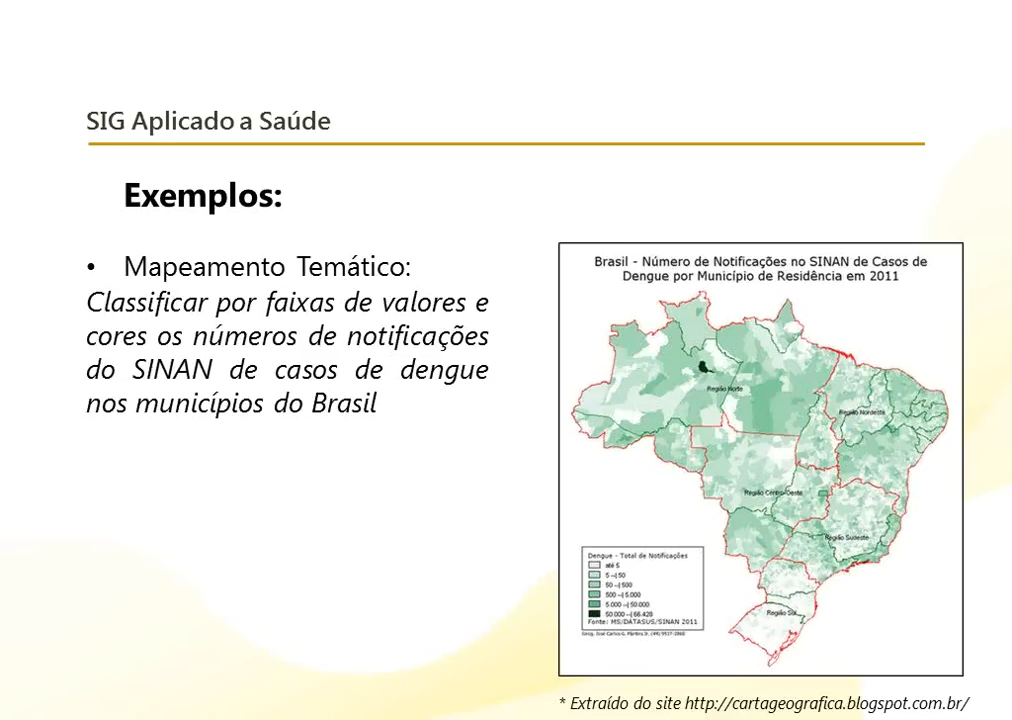 SIG Aplicado a Saúde
Exemplos:
• Mapeamento Temático:
Classificar por faixas de valores e
cores os números de notificações
do SINAN de casos de dengue
nos municípios do Brasil
Brasil - Número de Notificações no SINAN de Casos de
Dengue por Município de Residência em 2011
Região Norte
Região Nordeste
Região Centro-Oeste
Região Sudeste
Região Sul
Dengue - Total de Notificações
até 5
5 --| 50
50 --| 500
500 --| 5.000
5.000 --| 50.000
50.000 --| 66.428
Fonte: MS/DATASUS/SINAN 2011
* Extraído do site http://cartageografica.blogspot.com.br/